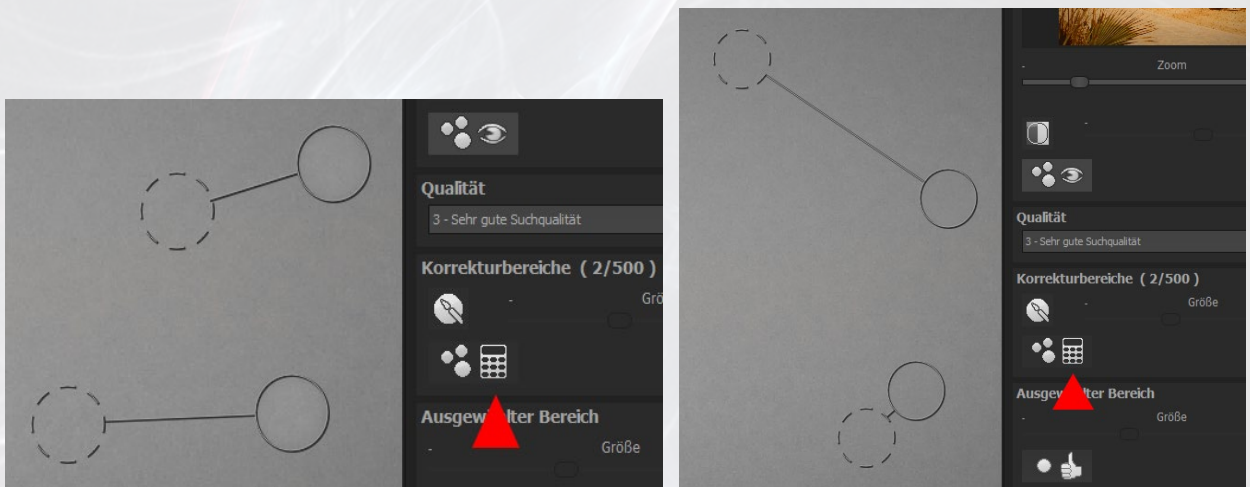 Qualität
3 - Sehr gute Suchqualität
Korrekturbereiche ( 2/500 )
-
Grö
Ausgew lter Bereich
-
Größe
-
Zoom
-
Qualität
3 - Sehr gute Suchqualität
Korrekturbereiche ( 2/500 )
-
Größe
Ausgew ter Bereich
-
Größe